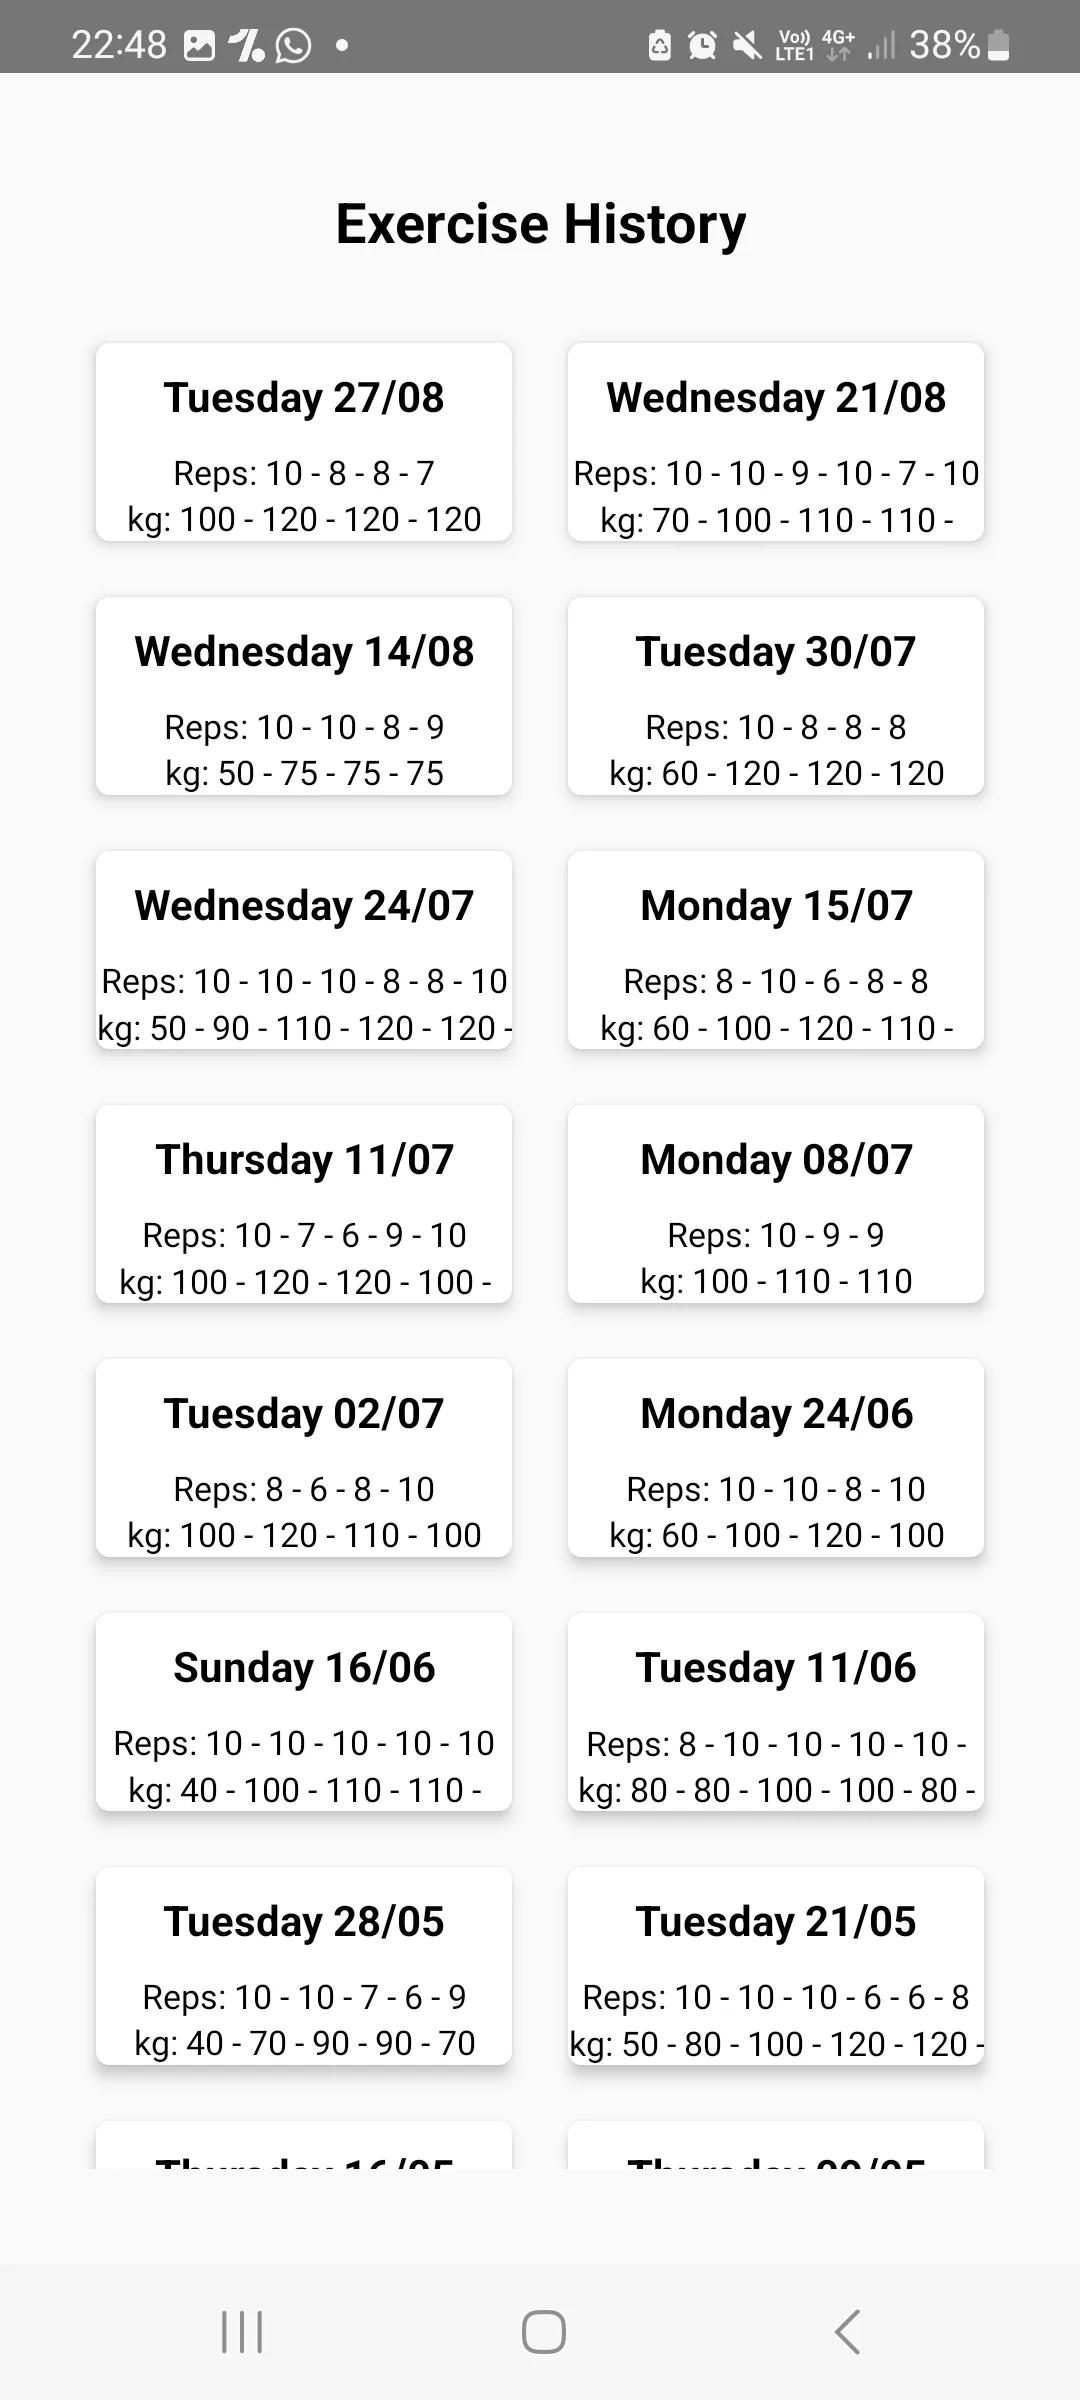 22:48
Vo)) LTE1 4G+ 38%
Exercise History
Tuesday 27/08
Reps: 10 - 8 - 8 - 7
kg: 100 - 120 - 120 - 120
Wednesday 21/08
Reps: 10 - 10 - 9 - 10 - 7 - 10
kg: 70 - 100 - 110 - 110 -
Wednesday 14/08
Reps: 10 - 10 - 8 - 9
kg: 50 - 75 - 75 - 75
Tuesday 30/07
Reps: 10 - 8 - 8 - 8
kg: 60 - 120 - 120 - 120
Wednesday 24/07
Reps: 10 - 10 - 10 - 8 - 8 - 10
kg: 50 - 90 - 110 - 120 - 120 -
Monday 15/07
Reps: 8 - 10 - 6 - 8 - 8
kg: 60 - 100 - 120 - 110 -
Thursday 11/07
Reps: 10 - 7 - 6 - 9 - 10
kg: 100 - 120 - 120 - 100 -
Monday 08/07
Reps: 10 - 9 - 9
kg: 100 - 110 - 110
Tuesday 02/07
Reps: 8 - 6 - 8 - 10
kg: 100 - 120 - 110 - 100
Monday 24/06
Reps: 10 - 10 - 8 - 10
kg: 60 - 100 - 120 - 100
Sunday 16/06
Reps: 10 - 10 - 10 - 10 - 10
kg: 40 - 100 - 110 - 110 -
Tuesday 11/06
Reps: 8 - 10 - 10 - 10 - 10 -
kg: 80 - 80 - 100 - 100 - 80 -
Tuesday 28/05
Reps: 10 - 10 - 7 - 6 - 9
kg: 40 - 70 - 90 - 90 - 70
Tuesday 21/05
Reps: 10 - 10 - 10 - 6 - 6 - 8
kg: 50 - 80 - 100 - 120 - 120 -
Thursday 16/05
Thursday